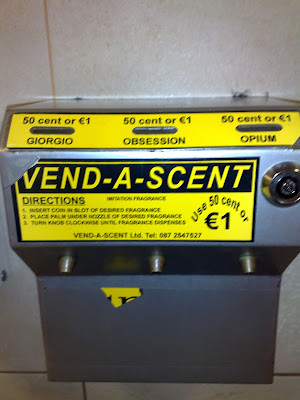 50 cent or €1 50 cent or €1 50 cent or €1
GIORGIO OBSESSION OPIUM
VEND-A-SCENT
DIRECTIONS IMITATION FRAGRANCE
1. INSERT COIN IN SLOT OF DESIRED FRAGRANCE
2. PLACE PALM UNDER NOZZLE OF DESIRED FRAGRANCE
3. TURN KNOB CLOCKWISE UNTIL FRAGRANCE DISPENSES
Use 50 cent or
€1
VEND-A-SCENT Ltd. Tel: 087 2547527